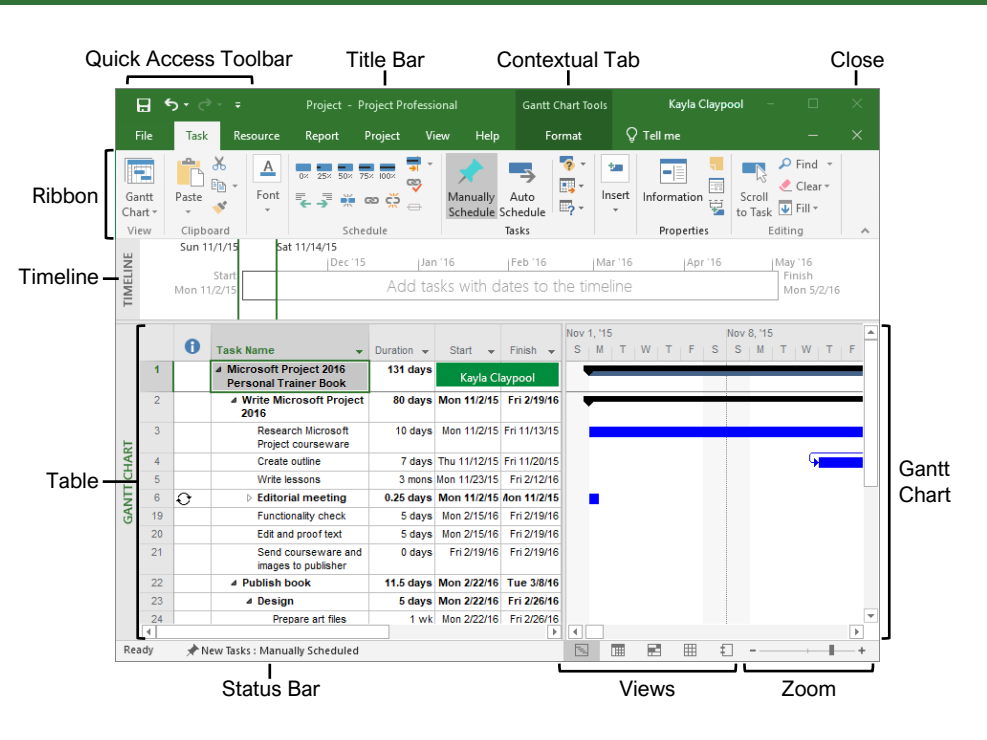 Quick Access Toolbar Title Bar Contextual Tab Close
Project - Project Professional Gantt Chart Tools Kayla Claypool
File Task Resource Report Project View Help Format Tell me
Ribbon
0× 25× 50× 75× 100×
Find
Clear
Fill
Gantt Chart
Paste
Font
Manually Schedule
Auto Schedule
Insert
Information
Scroll to Task
View Clipboard Schedule Tasks Properties Editing
Timeline
TIMELINE
Sun 11/1/15 Sat 11/14/15
Dec '15 Jan '16 Feb '16 Mar '16 Apr '16 May '16
Start
Mon 11/2/15
Add tasks with dates to the timeline
Finish
Mon 5/2/16
Table
GANTT CHART
Nov 1, '15 Nov 8, '15
Task Name Duration Start Finish S M T W T F S S M T W T F
1 Microsoft Project 2016 131 days
Personal Trainer Book
Kayla Claypool
2 Write Microsoft Project 80 days Mon 11/2/15 Fri 2/19/16
2016
3 Research Microsoft 10 days Mon 11/2/15 Fri 11/13/15
Project courseware
4 Create outline 7 days Thu 11/12/15 Fri 11/20/15
5 Write lessons 3 mons Mon 11/23/15 Fri 2/12/16
6 Editorial meeting 0.25 days Mon 11/2/15 Mon 11/2/15
19 Functionality check 5 days Mon 2/15/16 Fri 2/19/16
20 Edit and proof text 5 days Mon 2/15/16 Fri 2/19/16
21 Send courseware and 0 days Fri 2/19/16 Fri 2/19/16
images to publisher
22 Publish book 11.5 days Mon 2/22/16 Tue 3/8/16
23 Design 5 days Mon 2/22/16 Fri 2/26/16
24 Prepare art files 1 wk Mon 2/22/16 Fri 2/26/16
Gantt
Chart
Ready New Tasks : Manually Scheduled
Status Bar Views Zoom